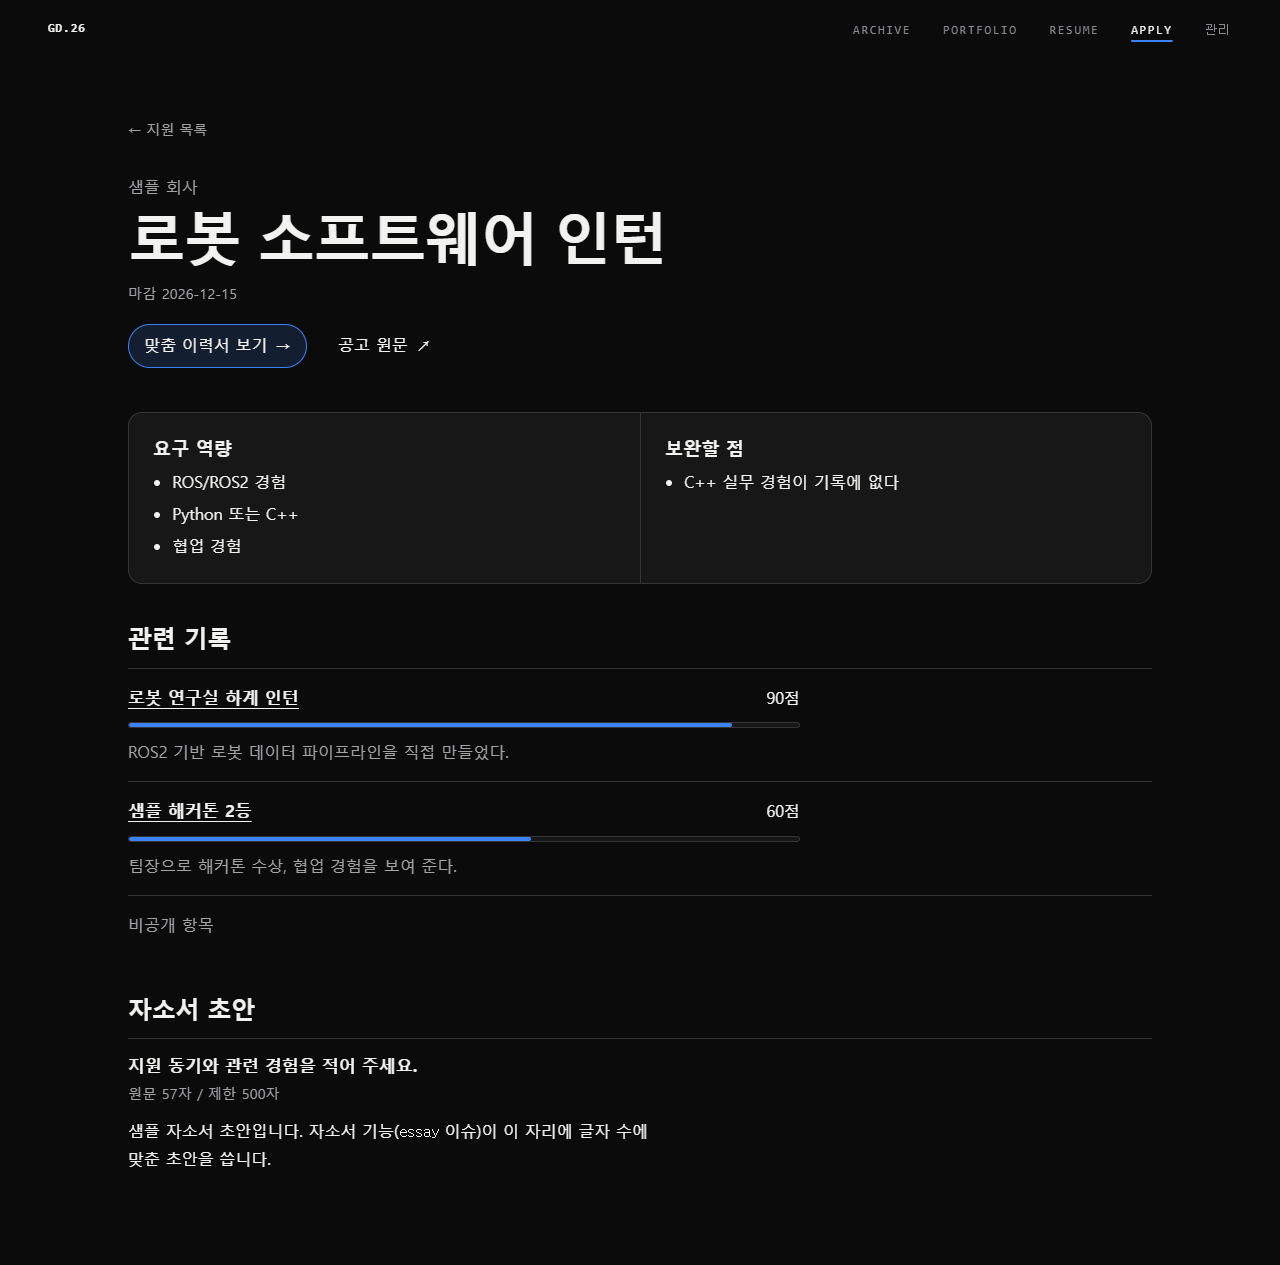 GD.26
ARCHIVE PORTFOLIO RESUME APPLY 관리
← 지원 목록
샘플 회사
로봇 소프트웨어 인턴
마감 2026-12-15
맞춤 이력서 보기 → 공고 원문 ↗
요구 역량
• ROS/ROS2 경험
• Python 또는 C++
• 협업 경험
보완할 점
• C++ 실무 경험이 기록에 없다
관련 기록
로봇 연구실 하계 인턴 90점
ROS2 기반 로봇 데이터 파이프라인을 직접 만들었다.
샘플 해커톤 2등 60점
팀장으로 해커톤 수상, 협업 경험을 보여 준다.
비공개 항목
자소서 초안
지원 동기와 관련 경험을 적어 주세요.
원문 57자 / 제한 500자
샘플 자소서 초안입니다. 자소서 기능(essay 이슈)이 이 자리에 글자 수에
맞춘 초안을 씁니다.